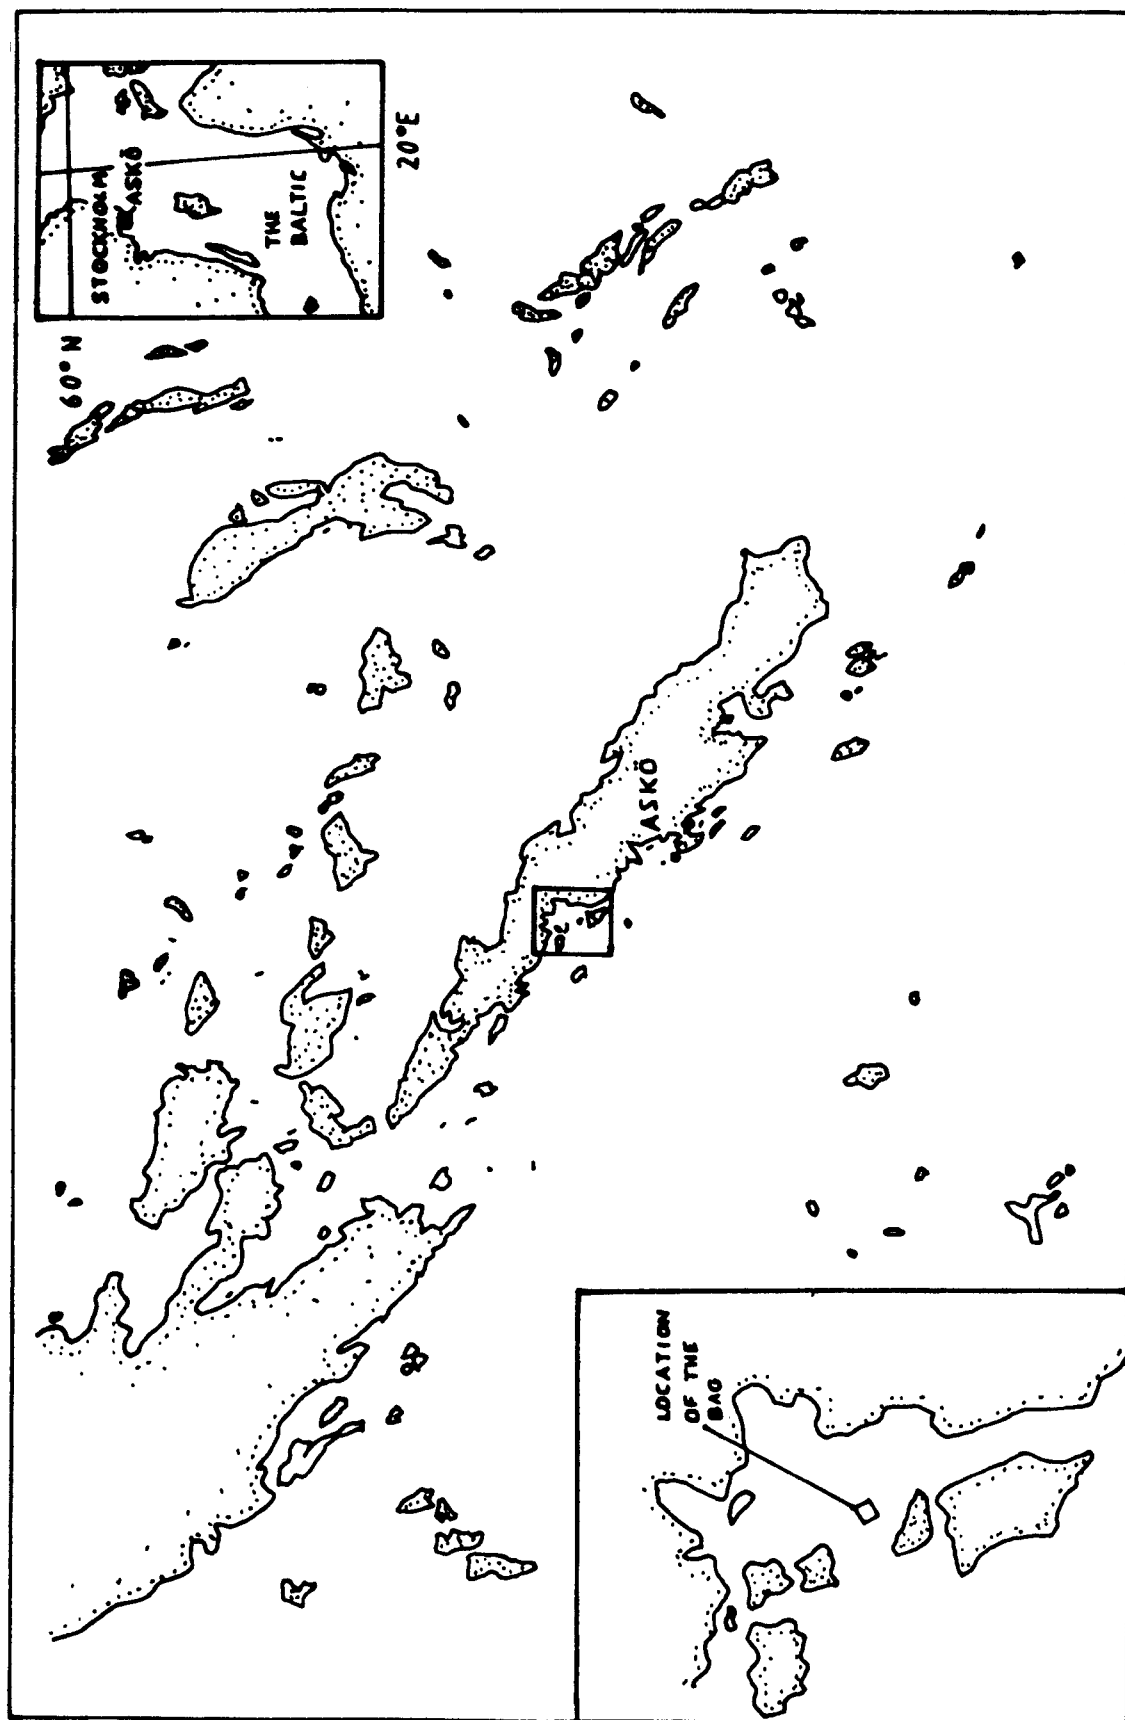 STOCKHOLM
ASKÖ
THE
BALTIC
20°E
60°N
ASKÖ
LOCATION
OF THE
BAG